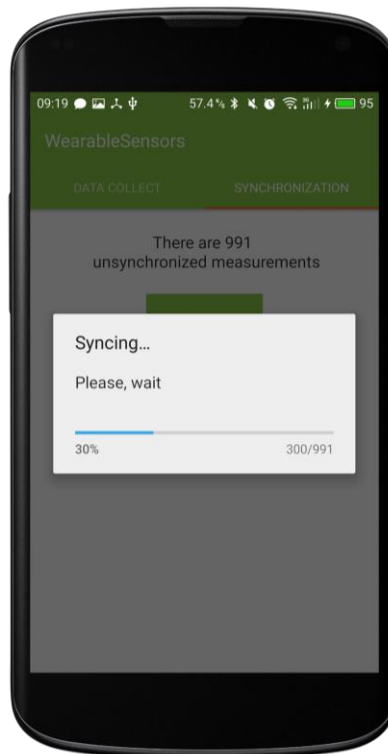 09:19 57.4% 95
WearableSensors
DATA COLLECT SYNCHRONIZATION
There are 991
unsynchronized measurements
Syncing...
Please, wait
30% 300/991